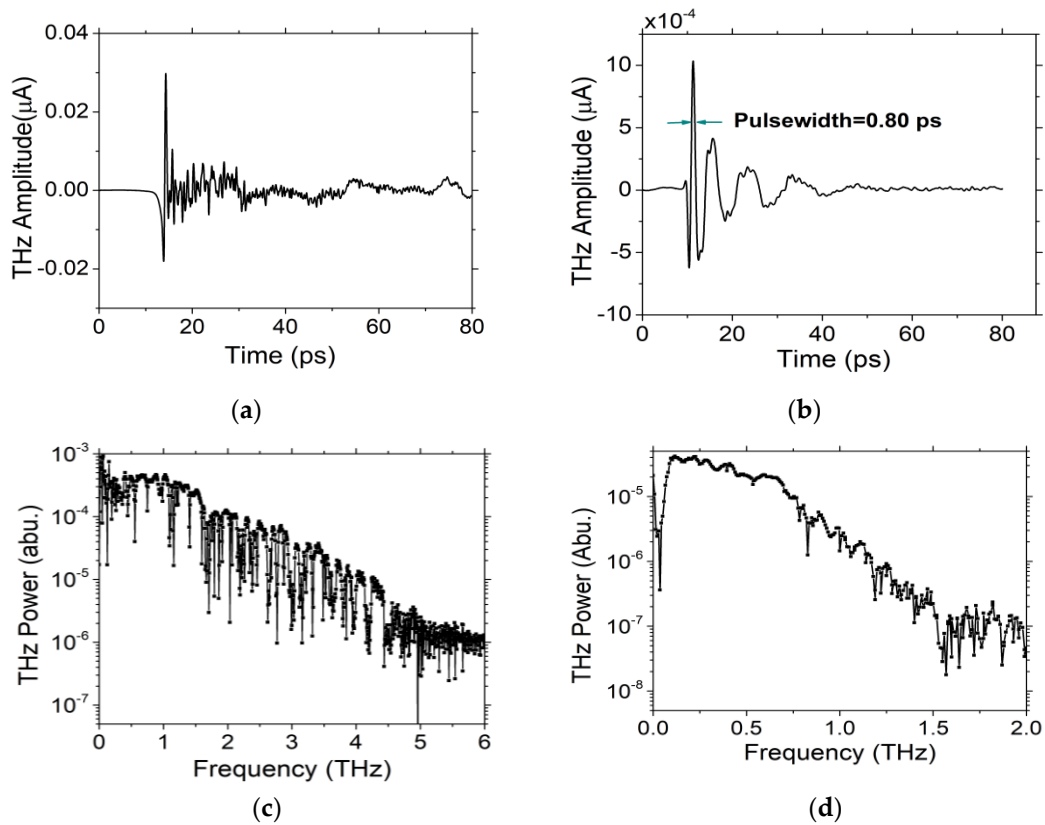 0.04
0.02
0.00
-0.02
0 20 40 60 80
THz Amplitude(μA)
Time (ps)
(a)
x10⁻⁴
10
5
0
-5
-10
0 20 40 60 80
THz Amplitude (μA)
Pulsewidth=0.80 ps
Time (ps)
(b)
10⁻³
10⁻⁴
10⁻⁵
10⁻⁶
10⁻⁷
0 1 2 3 4 5 6
THz Power (abu.)
Frequency (THz)
(c)
10⁻⁵
10⁻⁶
10⁻⁷
10⁻⁸
0.0 0.5 1.0 1.5 2.0
THz Power (Abu.)
Frequency (THz)
(d)